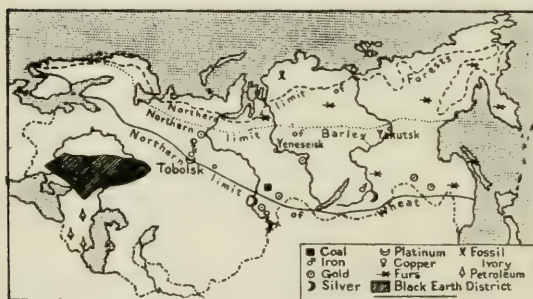 Northern limit of Forests
Northern limit of Barley
Yakutsk
Yeneseisk
Tobolsk
Northern limit of Wheat
Coal
Iron
Gold
Silver
Platinum
Copper
Furs
Black Earth District
Fossil Ivory
Petroleum